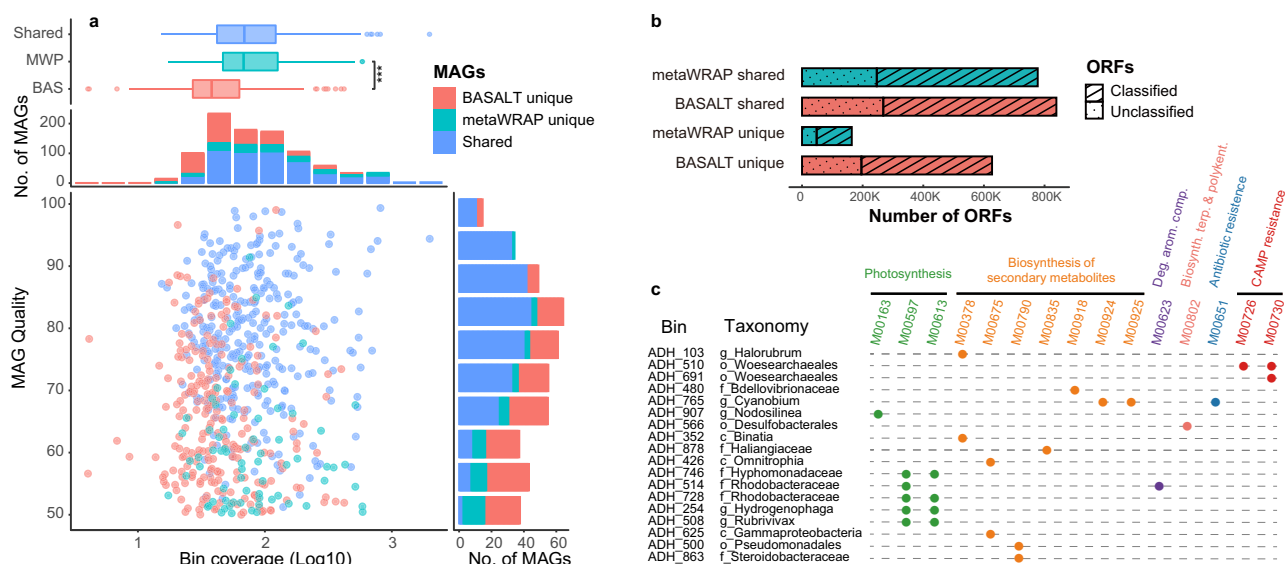 a
Shared
MWP
BAS
***
No. of MAGs
200
100
0
MAGs
BASALT unique
metaWRAP unique
Shared
MAG Quality
100
90
80
70
60
50
1
2
3
Bin coverage (Log10)
0
20
40
60
No. of MAGs
b
metaWRAP shared
BASALT shared
metaWRAP unique
BASALT unique
0
200K
400K
600K
800K
Number of ORFs
ORFs
Classified
Unclassified
c
Photosynthesis
Biosynthesis of
secondary metabolites
Deg. arom. comp.
Biosynth. terp. & polykent.
Antibiotic resistence
CAMP resistance
Bin
Taxonomy
M00163
M00597
M00613
M00378
M00675
M00790
M00835
M00918
M00924
M00925
M00623
M00802
M00651
M00726
M00730
ADH_103 g_Halorubrum
ADH_510 o_Woesearchaeales
ADH_691 o_Woesearchaeales
ADH_480 f_Bdellovibrionaceae
ADH_765 g_Cyanobium
ADH_907 g_Nodosilinea
ADH_566 o_Desulfobacterales
ADH_352 c_Binatia
ADH_878 f_Haliangiaceae
ADH_426 c_Omnitrophia
ADH_746 f_Hyphomonadaceae
ADH_514 f_Rhodobacteraceae
ADH_728 f_Rhodobacteraceae
ADH_254 g_Hydrogenophaga
ADH_508 g_Rubrivivax
ADH_625 c_Gammaproteobacteria
ADH_500 o_Pseudomonadales
ADH_863 f_Steroidobacteraceae